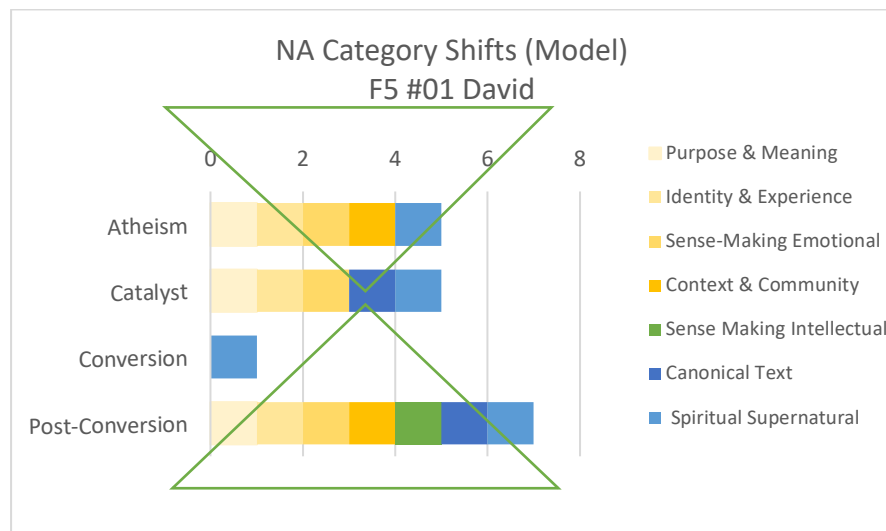 NA Category Shifts (Model)
F5 #01 David
0 2 4 6 8
Atheism
Catalyst
Conversion
Post-Conversion
Purpose & Meaning
Identity & Experience
Sense-Making Emotional
Context & Community
Sense Making Intellectual
Canonical Text
Spiritual Supernatural